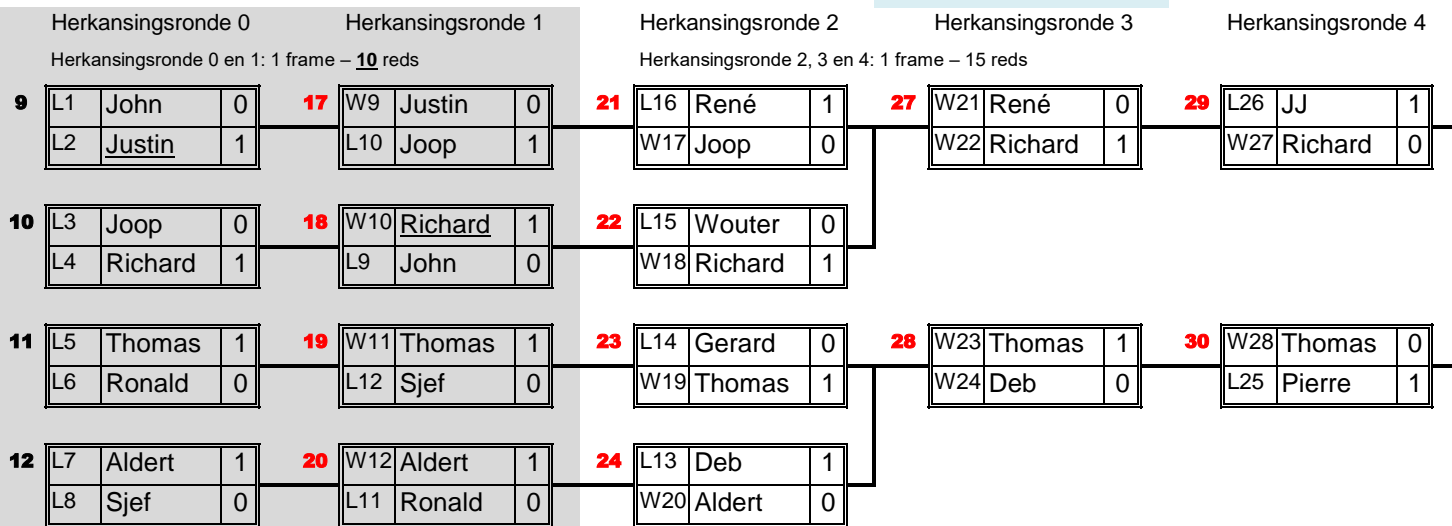 Herkansingsronde 0 Herkansingsronde 1 Herkansingsronde 2 Herkansingsronde 3 Herkansingsronde 4
Herkansingsronde 0 en 1: 1 frame – 10 reds Herkansingsronde 2, 3 en 4: 1 frame – 15 reds
9 L1 John 0 17 W9 Justin 0 21 L16 René 1 27 W21 René 0 29 L26 JJ 1
L2 Justin 1 L10 Joop 1 W17 Joop 0 W22 Richard 1 W27 Richard 0
10 L3 Joop 0 18 W10 Richard 1 22 L15 Wouter 0
L4 Richard 1 L9 John 0 W18 Richard 1
11 L5 Thomas 1 19 W11 Thomas 1 23 L14 Gerard 0 28 W23 Thomas 1 30 W28 Thomas 0
L6 Ronald 0 L12 Sjef 0 W19 Thomas 1 W24 Deb 0 L25 Pierre 1
12 L7 Aldert 1 20 W12 Aldert 1 24 L13 Deb 1
L8 Sjef 0 L11 Ronald 0 W20 Aldert 0